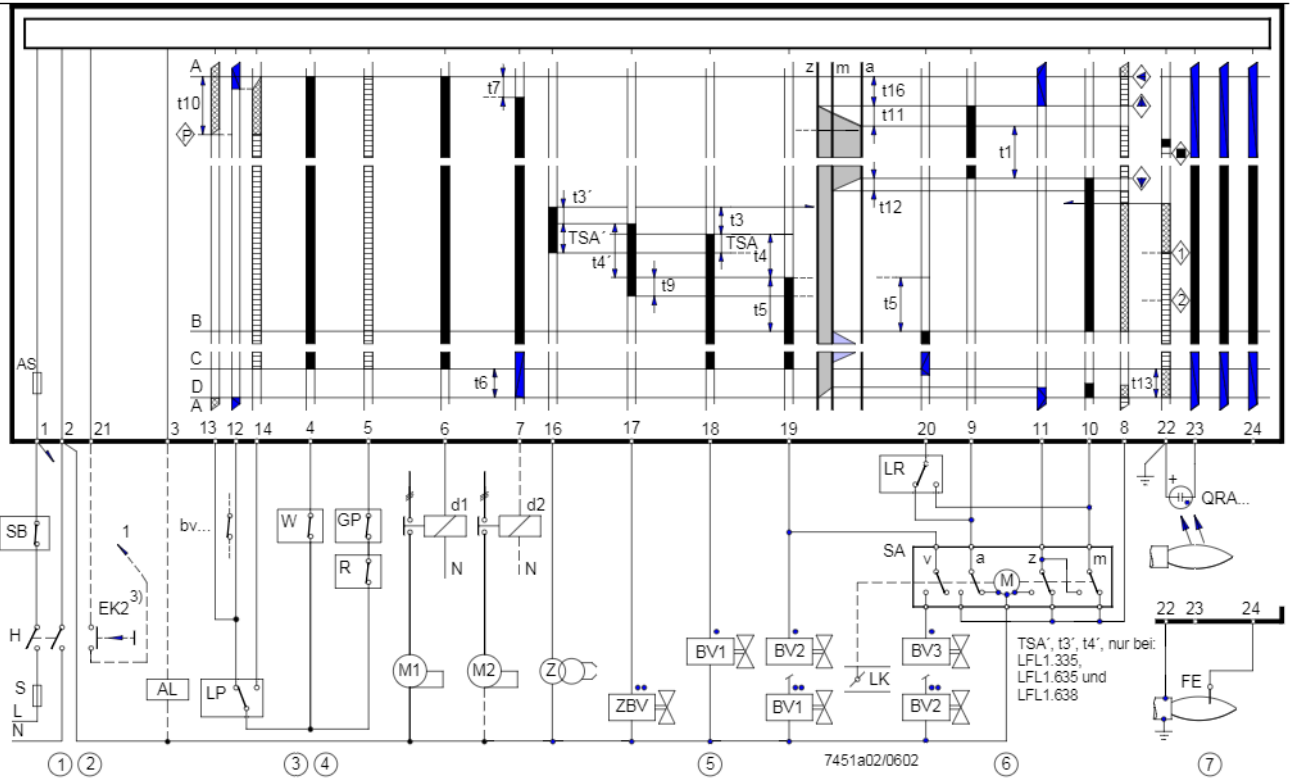 A t7 z m a
t10 t16
t11
P t1
t12
t3´ t3
TSA´ TSA
t4´ t4 1
t9 t5 t5 2
B
AS C
t6 t13
D
A
1 2 21 3 13 12 14 4 5 6 7 16 17 18 19 20 9 11 10 8 22 23 24
LR + QRA...
SB 1 bv... W GP d1 d2
R N N SA v a z m
M
EK2 3)
H 22 23 24
BV1 BV2 BV3 TSA´, t3´, t4´, nur bei:
LFL1.335,
LFL1.635 und
LFL1.638
S AL LP M1 M2 Z LK FE
L ZBV BV1 BV2
N
1 2 3 4 5 7451a02/0602 6 7